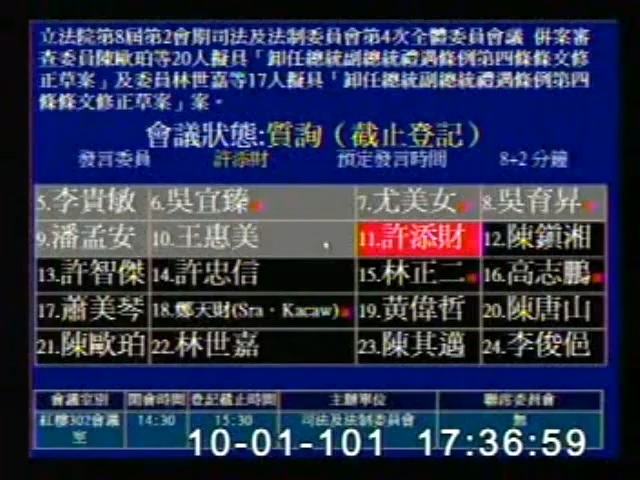 立法院第8屆第2會期司法及法制委員會第4次全體委員會議 併案審
查委員陳歐珀等20人擬具「卸任總統副總統禮遇條例第四條條文修
正草案」及委員林世嘉等17人擬具「卸任總統副總統禮遇條例第四
條條文修正草案」案。
會議狀態:質詢(截止登記)
發言委員 許添財 預定發言時間 8+2 分鐘
5.李貴敏 6.吳宜臻 7.尤美女 8.吳育昇
9.潘孟安 10.王惠美 11.許添財 12.陳鎮湘
13.許智傑 14.許忠信 15.林正二 16.高志鵬
17.蕭美琴 18.鄭天財(Sra．Kacaw) 19.黃偉哲 20.陳唐山
21.陳歐珀 22.林世嘉 23.陳其邁 24.李俊俋
會議室別 開會時間 登記截止時間 主辦單位 聯席委員會
紅樓302會議室 14:30 15:30 司法及法制委員會 無
10-01-101 17:36:59